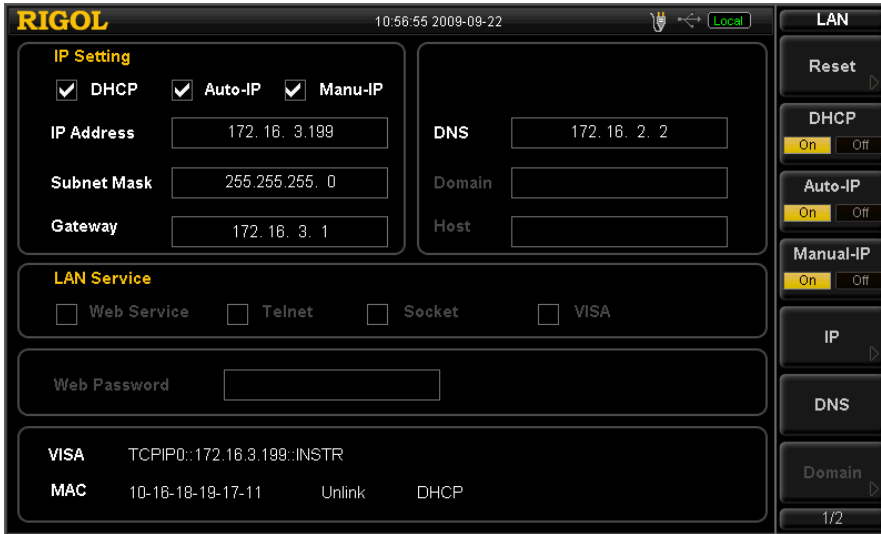 RIGOL 10:56:55 2009-09-22 Local
IP Setting
DHCP Auto-IP Manu-IP
IP Address 172. 16. 3.199
Subnet Mask 255.255.255. 0
Gateway 172. 16. 3. 1
DNS 172. 16. 2. 2
Domain
Host
LAN Service
Web Service Telnet Socket VISA
Web Password
VISA TCPIP0::172.16.3.199::INSTR
MAC 10-16-18-19-17-11 Unlink DHCP
LAN
Reset
DHCP
On Off
Auto-IP
On Off
Manual-IP
On Off
IP
DNS
Domain
1/2